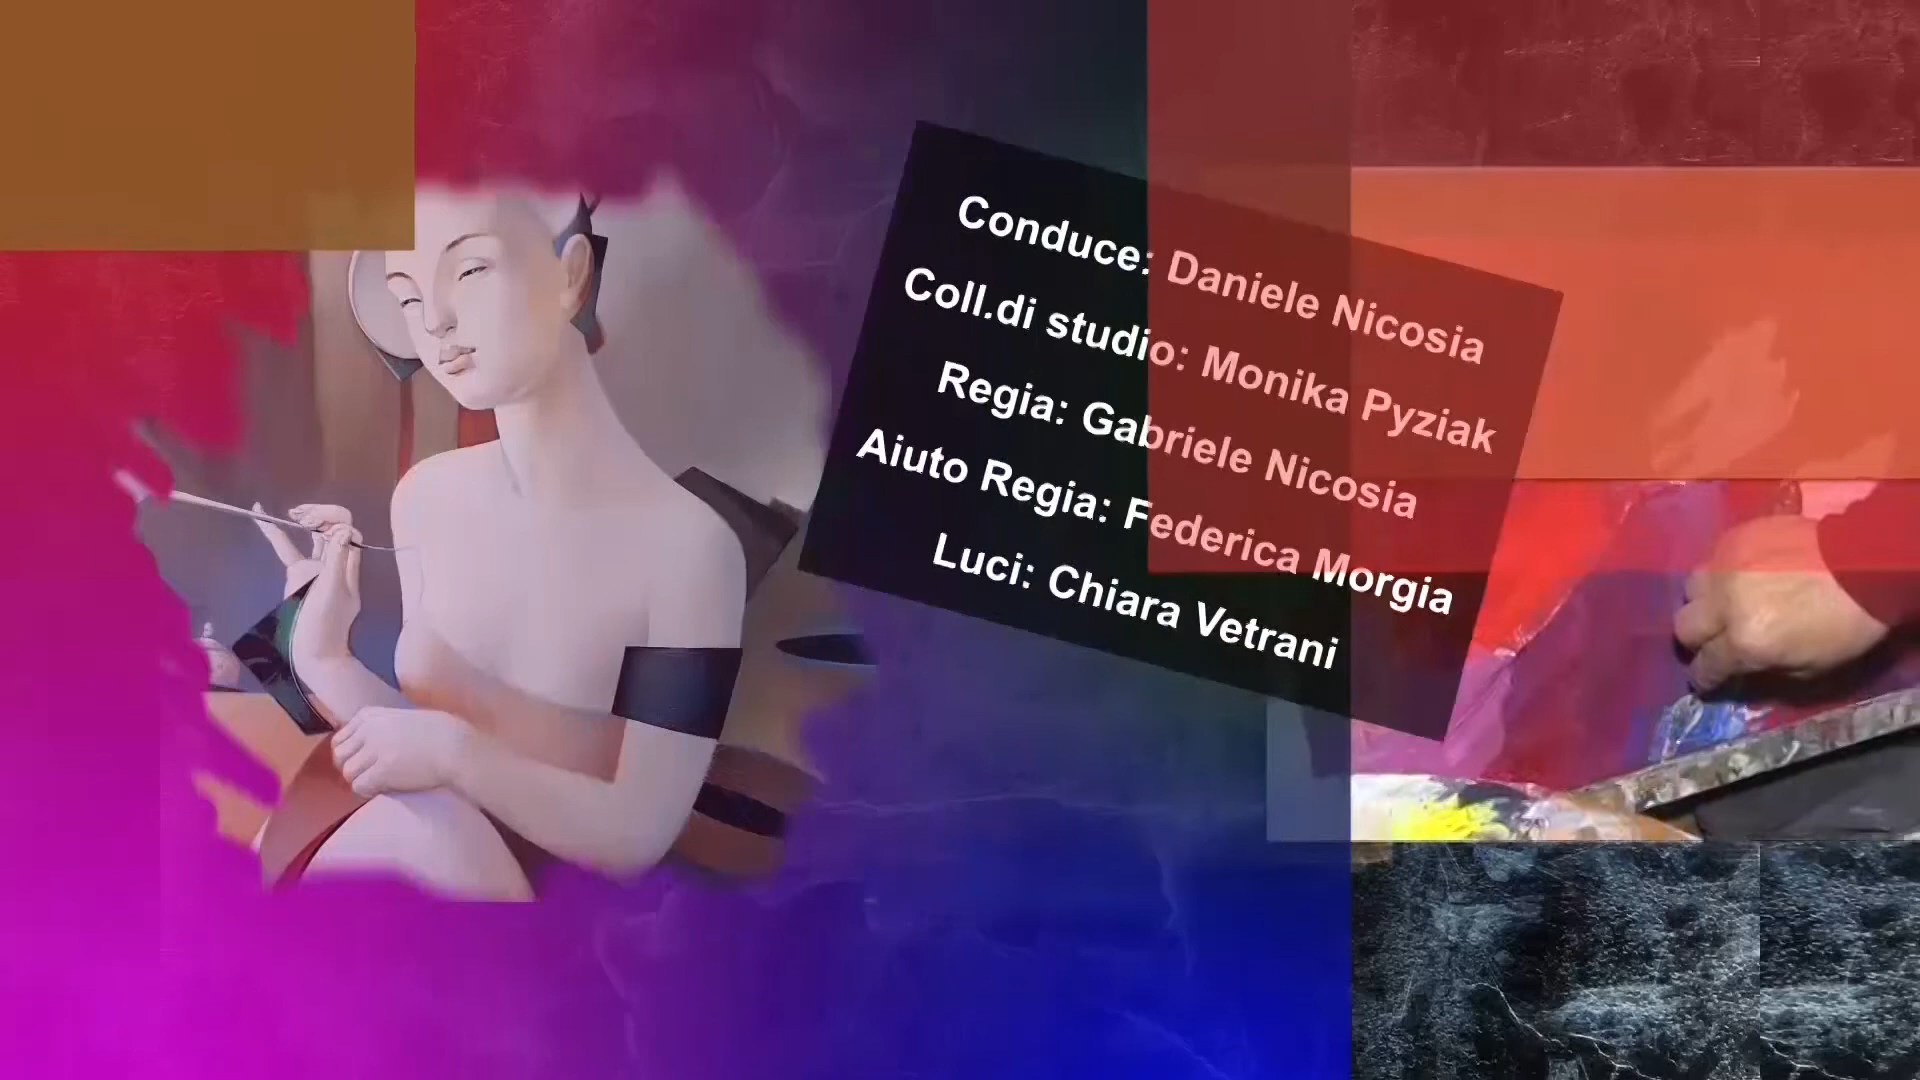 Conduce: Daniele Nicosia
Coll.di studio: Monika Pyziak
Regia: Gabriele Nicosia
Aiuto Regia: Federica Morgia
Luci: Chiara Vetrani